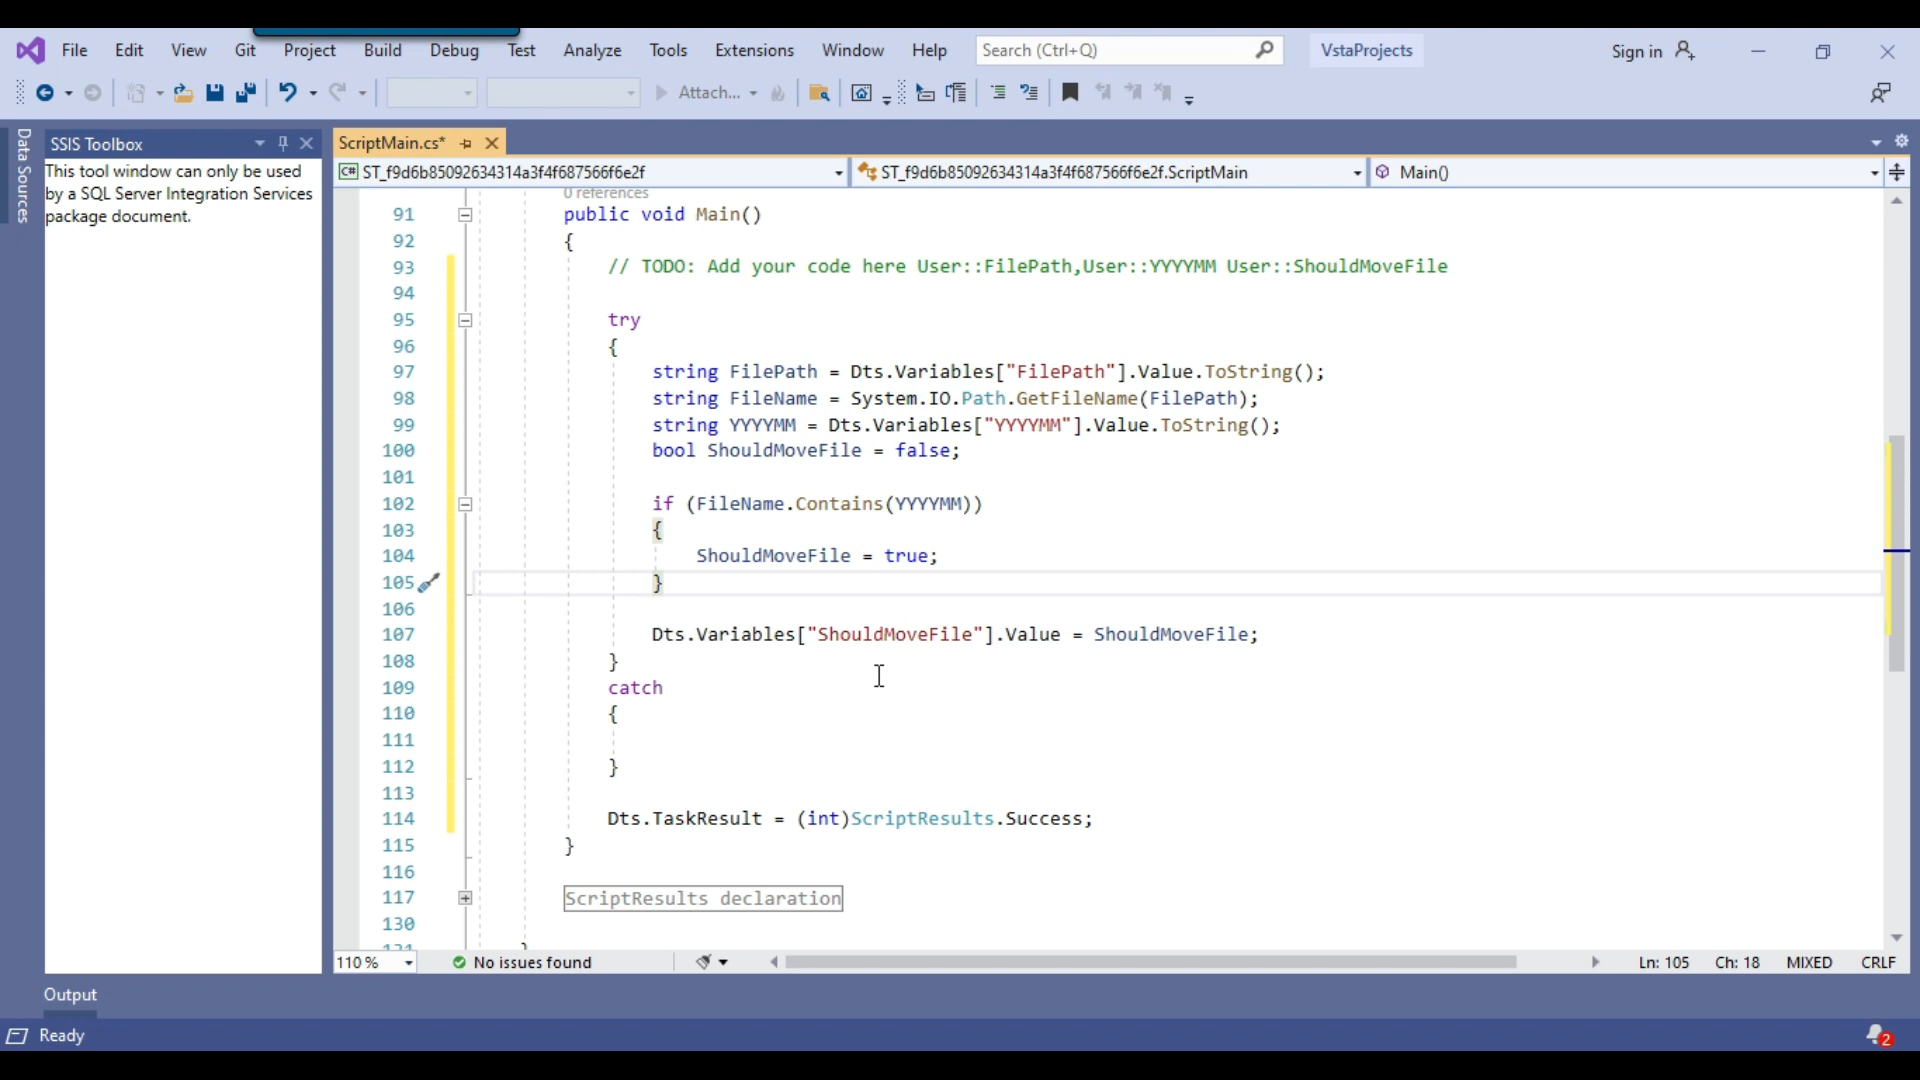 File Edit View Git Project Build Debug Test Analyze Tools Extensions Window Help Search (Ctrl+Q) VstaProjects Sign in
Attach...
Data Sources
SSIS Toolbox
This tool window can only be used
by a SQL Server Integration Services
package document.
ScriptMain.cs*
C# ST_f9d6b85092634314a3f4f687566f6e2f ST_f9d6b85092634314a3f4f687566f6e2f.ScriptMain Main()
0 references
91 public void Main()
92 {
93 // TODO: Add your code here User::FilePath,User::YYYYMM User::ShouldMoveFile
94
95 try
96 {
97 string FilePath = Dts.Variables["FilePath"].Value.ToString();
98 string FileName = System.IO.Path.GetFileName(FilePath);
99 string YYYYMM = Dts.Variables["YYYYMM"].Value.ToString();
100 bool ShouldMoveFile = false;
101
102 if (FileName.Contains(YYYYMM))
103 {
104 ShouldMoveFile = true;
105 }
106
107 Dts.Variables["ShouldMoveFile"].Value = ShouldMoveFile;
108 }
109 catch
110 {
111
112 }
113
114 Dts.TaskResult = (int)ScriptResults.Success;
115 }
116
117 ScriptResults declaration
130
131 }
110 % No issues found Ln: 105 Ch: 18 MIXED CRLF
Output
Ready 2